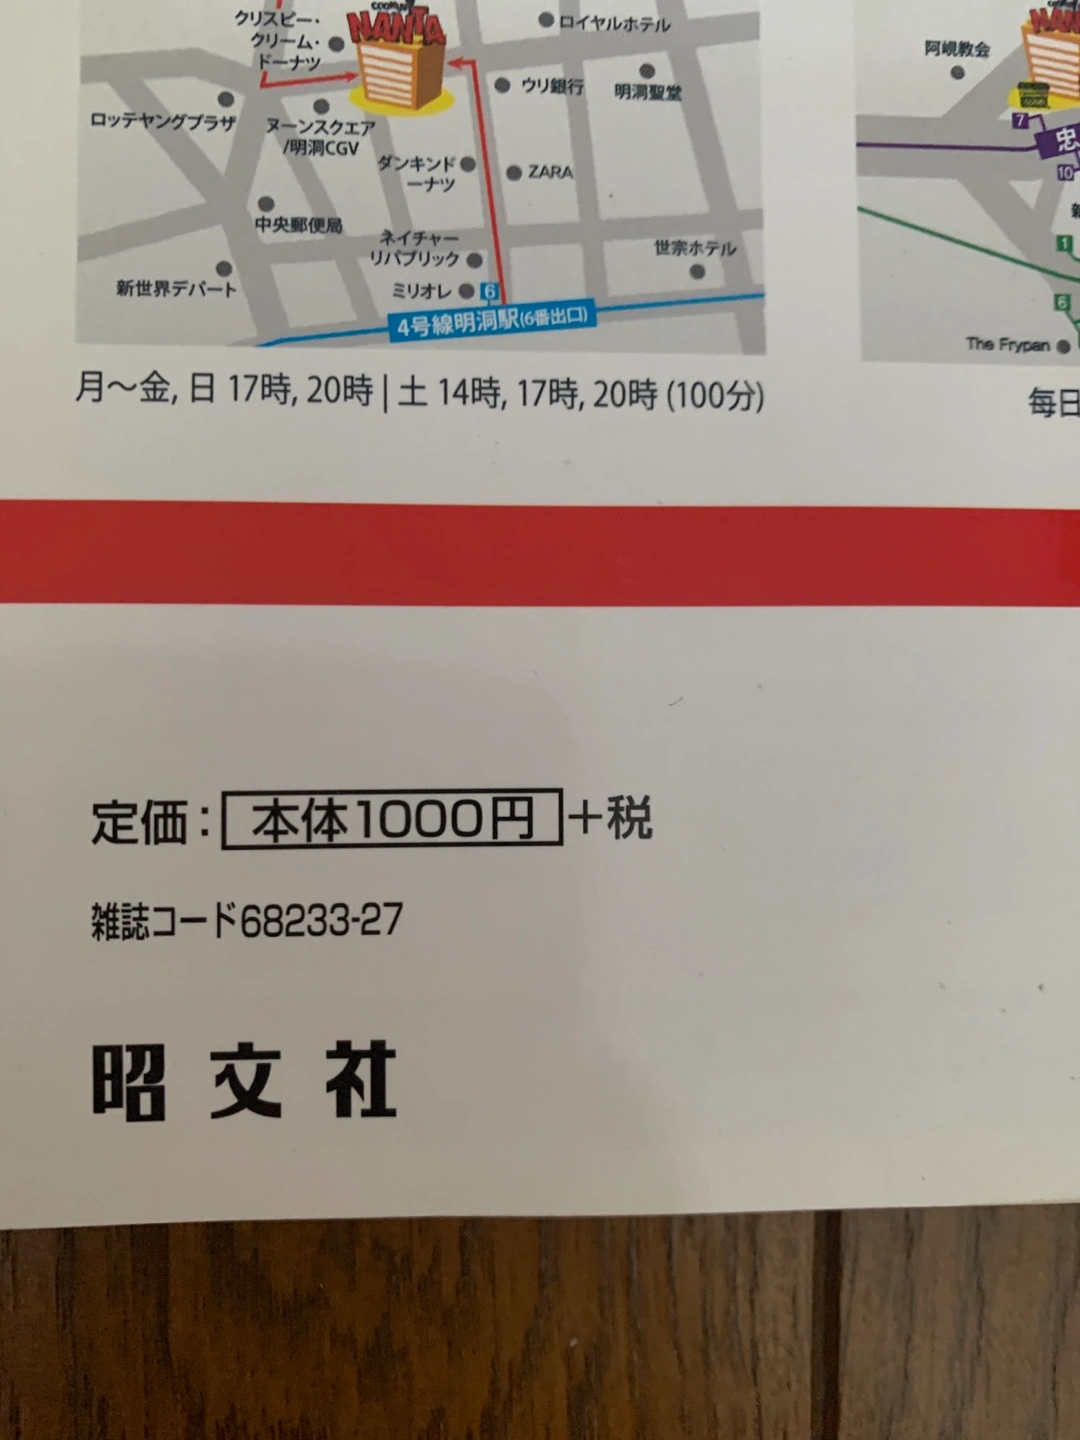 クリスピー・
クリーム・
ドーナツ
COOKIN'
NANTA
ロイヤルホテル
ウリ銀行
明洞聖堂
ロッテヤングプラザ
ヌーンスクエア
/明洞CGV
ダンキンド
ーナツ
ZARA
中央郵便局
ネイチャー
リパブリック
世宗ホテル
新世界デパート
ミリオレ
6
4号線明洞駅(6番出口)
月〜金, 日 17時, 20時 | 土 14時, 17時, 20時 (100分)
阿峴教会
7
忠
10
1
6
The Frypan
毎日
定価：本体1000円+税
雑誌コード68233-27
昭文社